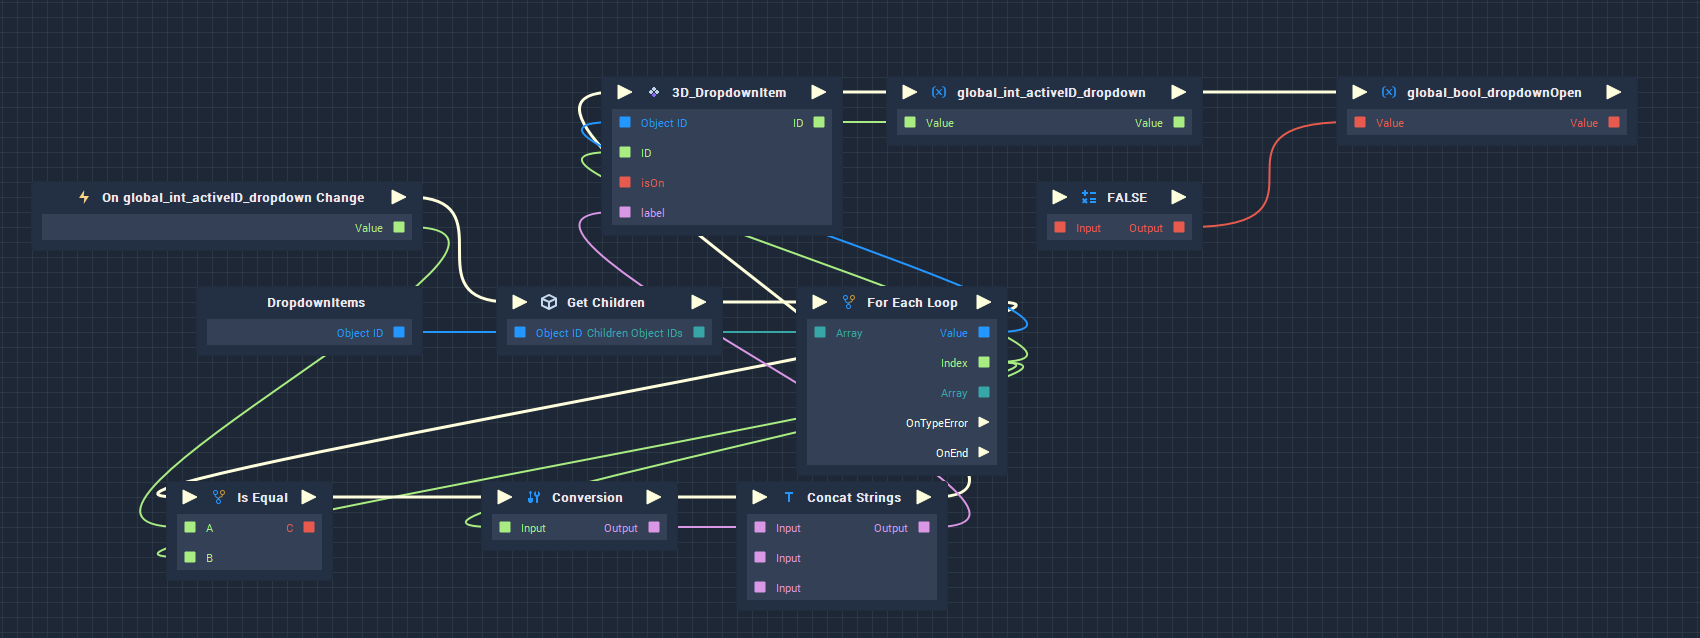 3D_DropdownItem
Object ID
ID
ID
isOn
label
(x) global_int_activeID_dropdown
Value
Value
(x) global_bool_dropdownOpen
Value
Value
On global_int_activeID_dropdown Change
Value
FALSE
Input
Output
DropdownItems
Object ID
Get Children
Object ID
Children Object IDs
For Each Loop
Array
Value
Index
Array
OnTypeError
OnEnd
Is Equal
A
C
B
Conversion
Input
Output
T Concat Strings
Input
Output
Input
Input